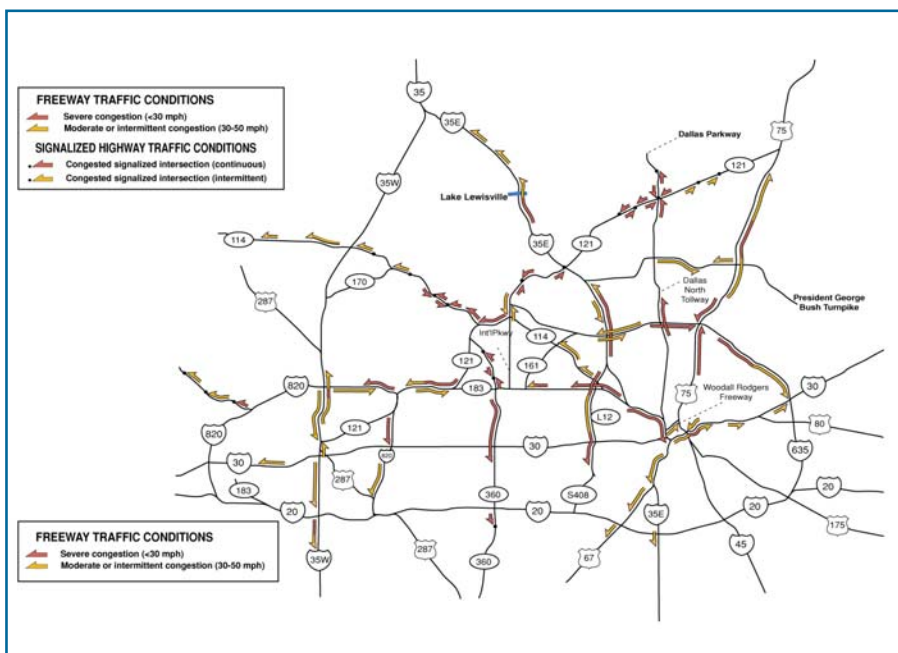 FREEWAY TRAFFIC CONDITIONS
Severe congestion (<30 mph)
Moderate or intermittent congestion (30-50 mph)
SIGNALIZED HIGHWAY TRAFFIC CONDITIONS
Congested signalized intersection (continuous)
Congested signalized intersection (intermittent)
35
35E
75
Dallas Parkway
121
35W
Lake Lewisville
114
35E
121
170
287
Dallas
North
Tollway
President George
Bush Turnpike
Int'lPkwy
114
121
161
820
183
75
Woodall Rodgers
Freeway
30
L12
80
121
820
820
30
635
30
287
183
360
S408
20
20
20
20
35E
175
35W
287
360
67
45
FREEWAY TRAFFIC CONDITIONS
Severe congestion (<30 mph)
Moderate or intermittent congestion (30-50 mph)